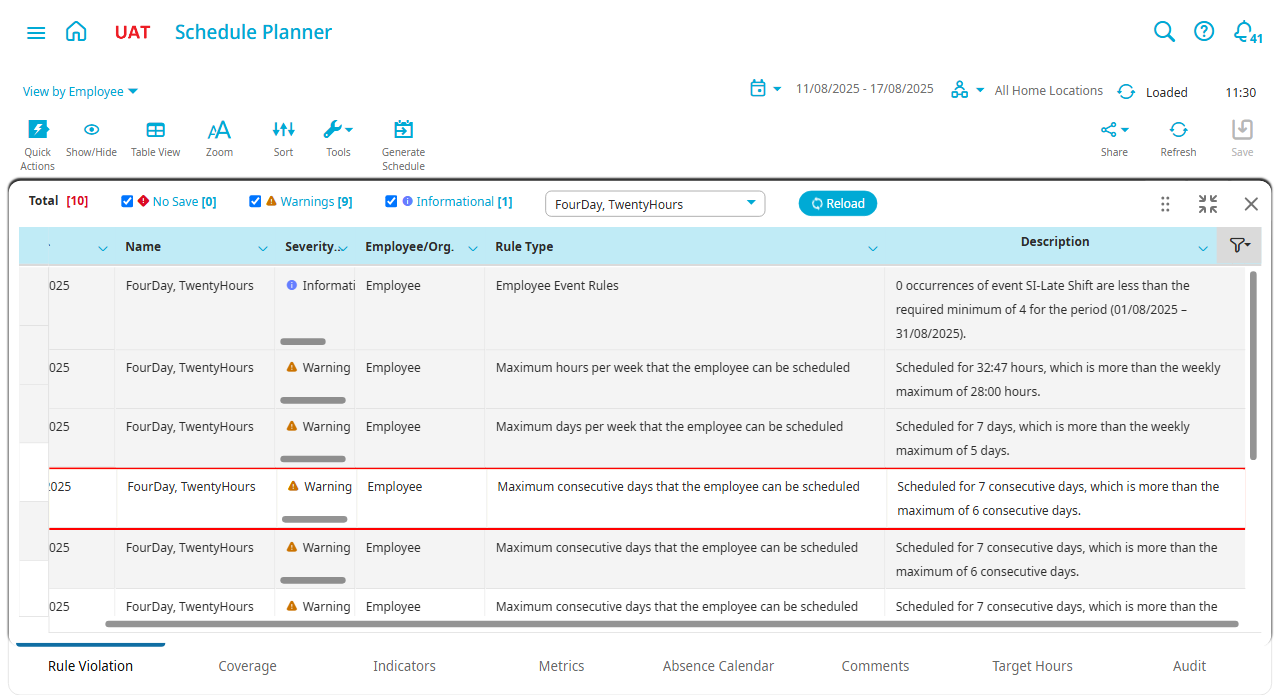 UAT Schedule Planner 41
View by Employee 11/08/2025 - 17/08/2025 All Home Locations Loaded 11:30
Quick Actions Show/Hide Table View Zoom Sort Tools Generate Schedule Share Refresh Save
Total [10] No Save [0] Warnings [9] Informational [1] FourDay, TwentyHours Reload
Name Severity... Employee/Org. Rule Type Description
025 FourDay, TwentyHours Informati Employee Employee Event Rules 0 occurrences of event SI-Late Shift are less than the
required minimum of 4 for the period (01/08/2025 –
31/08/2025).
025 FourDay, TwentyHours Warning Employee Maximum hours per week that the employee can be scheduled Scheduled for 32:47 hours, which is more than the weekly
maximum of 28:00 hours.
025 FourDay, TwentyHours Warning Employee Maximum days per week that the employee can be scheduled Scheduled for 7 days, which is more than the weekly
maximum of 5 days.
025 FourDay, TwentyHours Warning Employee Maximum consecutive days that the employee can be scheduled Scheduled for 7 consecutive days, which is more than the
maximum of 6 consecutive days.
025 FourDay, TwentyHours Warning Employee Maximum consecutive days that the employee can be scheduled Scheduled for 7 consecutive days, which is more than the
maximum of 6 consecutive days.
025 FourDay, TwentyHours Warning Employee Maximum consecutive days that the employee can be scheduled Scheduled for 7 consecutive days, which is more than the
Rule Violation Coverage Indicators Metrics Absence Calendar Comments Target Hours Audit